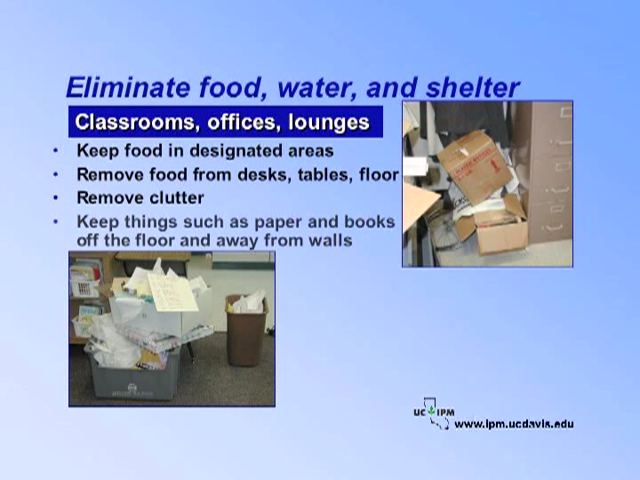 Eliminate food, water, and shelter
Classrooms, offices, lounges
• Keep food in designated areas
• Remove food from desks, tables, floor
• Remove clutter
• Keep things such as paper and books
off the floor and away from walls
UC IPM
www.ipm.ucdavis.edu